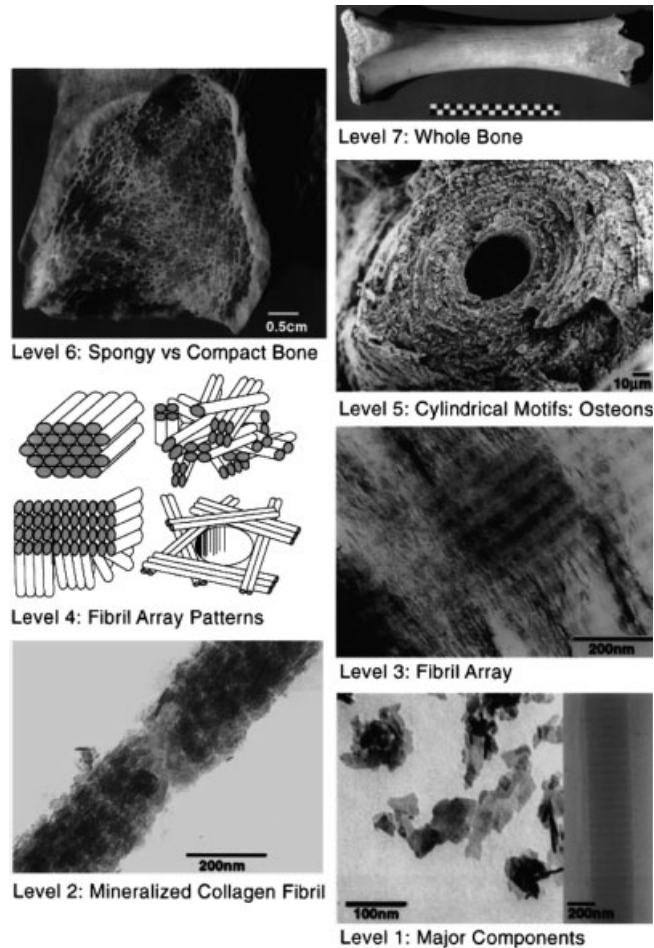 Level 7: Whole Bone
0.5cm
Level 6: Spongy vs Compact Bone
10μm
Level 5: Cylindrical Motifs: Osteons
Level 4: Fibril Array Patterns
200nm
Level 3: Fibril Array
200nm
Level 2: Mineralized Collagen Fibril
100nm
200nm
Level 1: Major Components